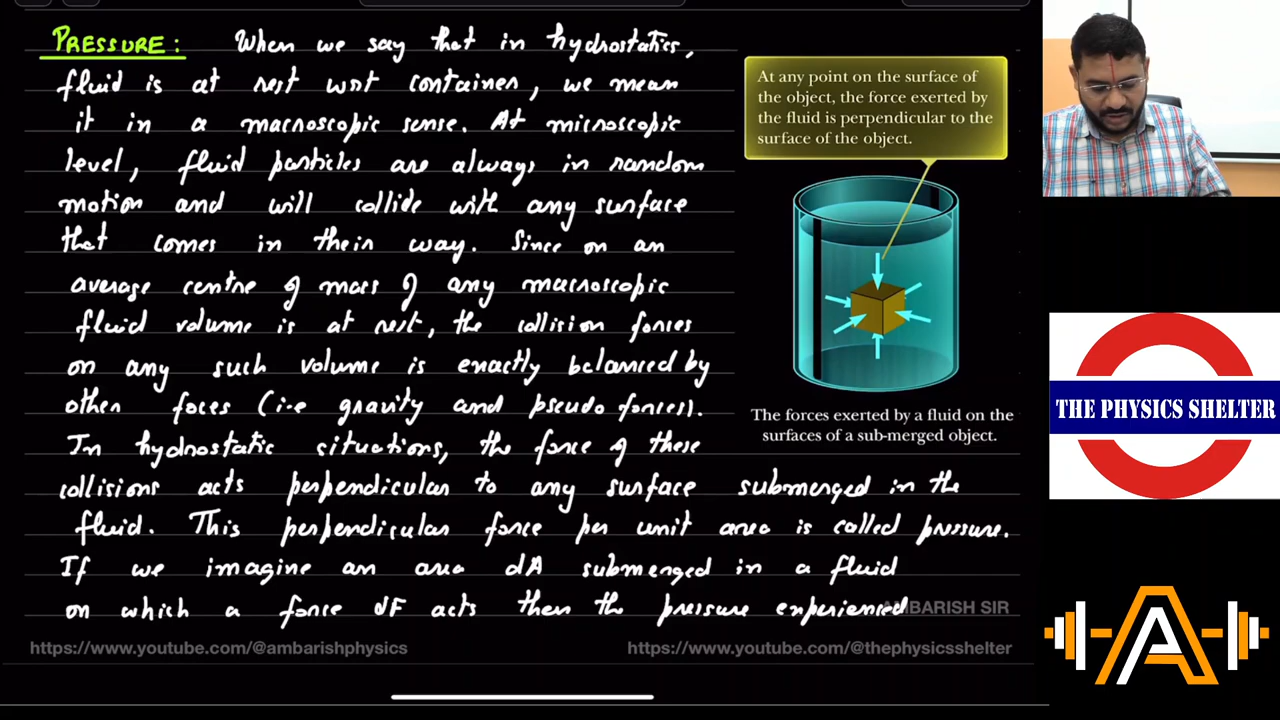 PRESSURE: When we say that in hydrostatics,
fluid is at rest wrt container, we mean
it in a macroscopic sense. At microscopic
level, fluid particles are always in random
motion and will collide with any surface
that comes in their way. Since on an
average centre of mass of any macroscopic
fluid volume is at rest, the collision forces
on any such volume is exactly balanced by
other foces (i-e gravity and pseudo forces).
In hydrostatic situations, the force of these
collisions acts perpendicular to any surface submerged in the
fluid. This perpendicular force per unit area is called pressure.
If we imagine an area dA submerged in a fluid
on which a force dF acts then the pressure experienced
At any point on the surface of
the object, the force exerted by
the fluid is perpendicular to the
surface of the object.
The forces exerted by a fluid on the
surfaces of a sub-merged object.
AMBARISH SIR
https://www.youtube.com/@ambarishphysics
https://www.youtube.com/@thephysicsshelter
THE PHYSICS SHELTER
A